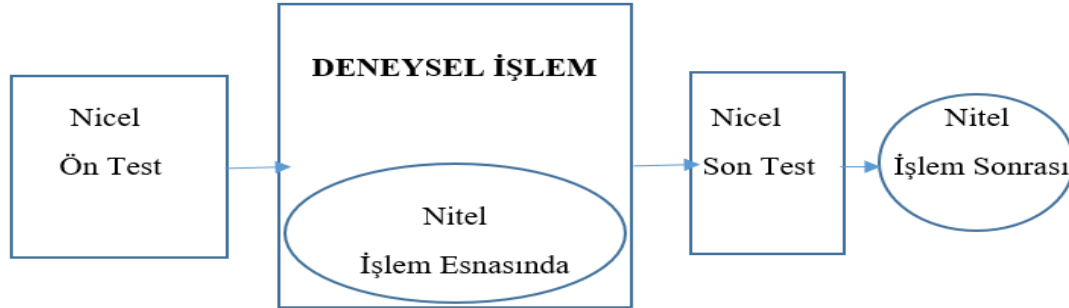 Nicel
Ön Test
DENEYSEL İŞLEM
Nitel
İşlem Esnasında
Nicel
Son Test
Nitel
İşlem Sonrası